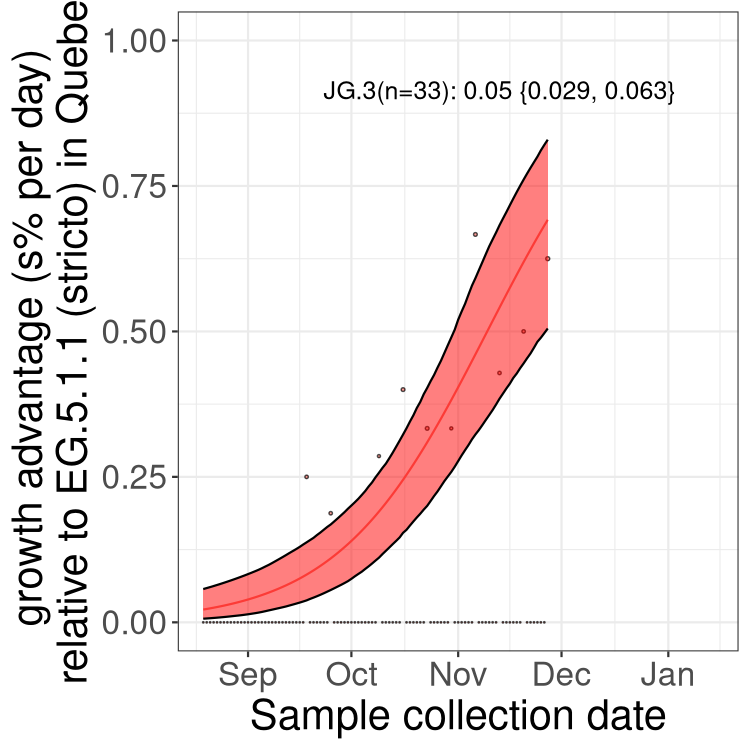 growth advantage (s% per day)
relative to EG.5.1.1 (stricto) in Quebe
1.00
0.75
0.50
0.25
0.00
JG.3(n=33): 0.05 {0.029, 0.063}
Sep Oct Nov Dec Jan
Sample collection date